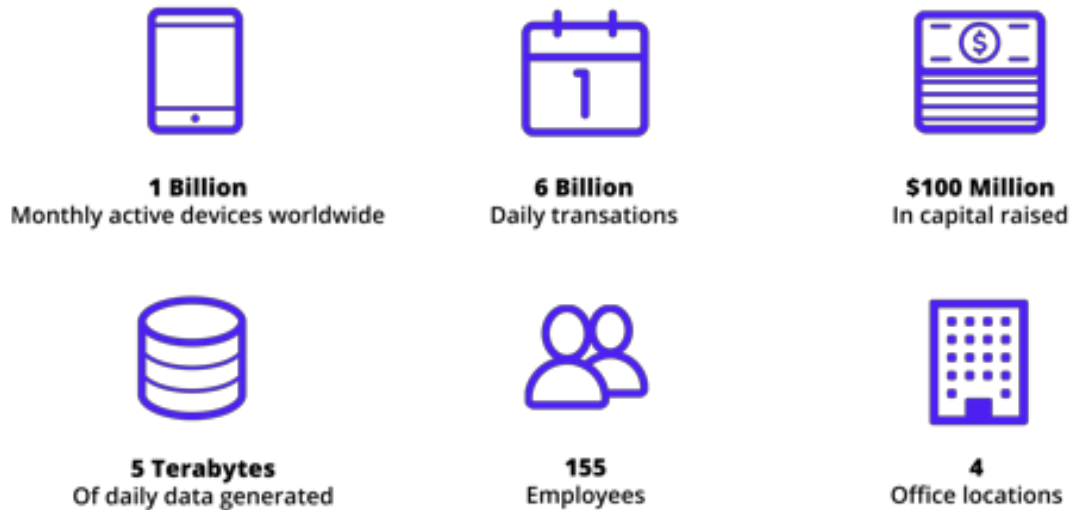 1
$
1 Billion
Monthly active devices worldwide
6 Billion
Daily transations
$100 Million
In capital raised
5 Terabytes
Of daily data generated
155
Employees
4
Office locations